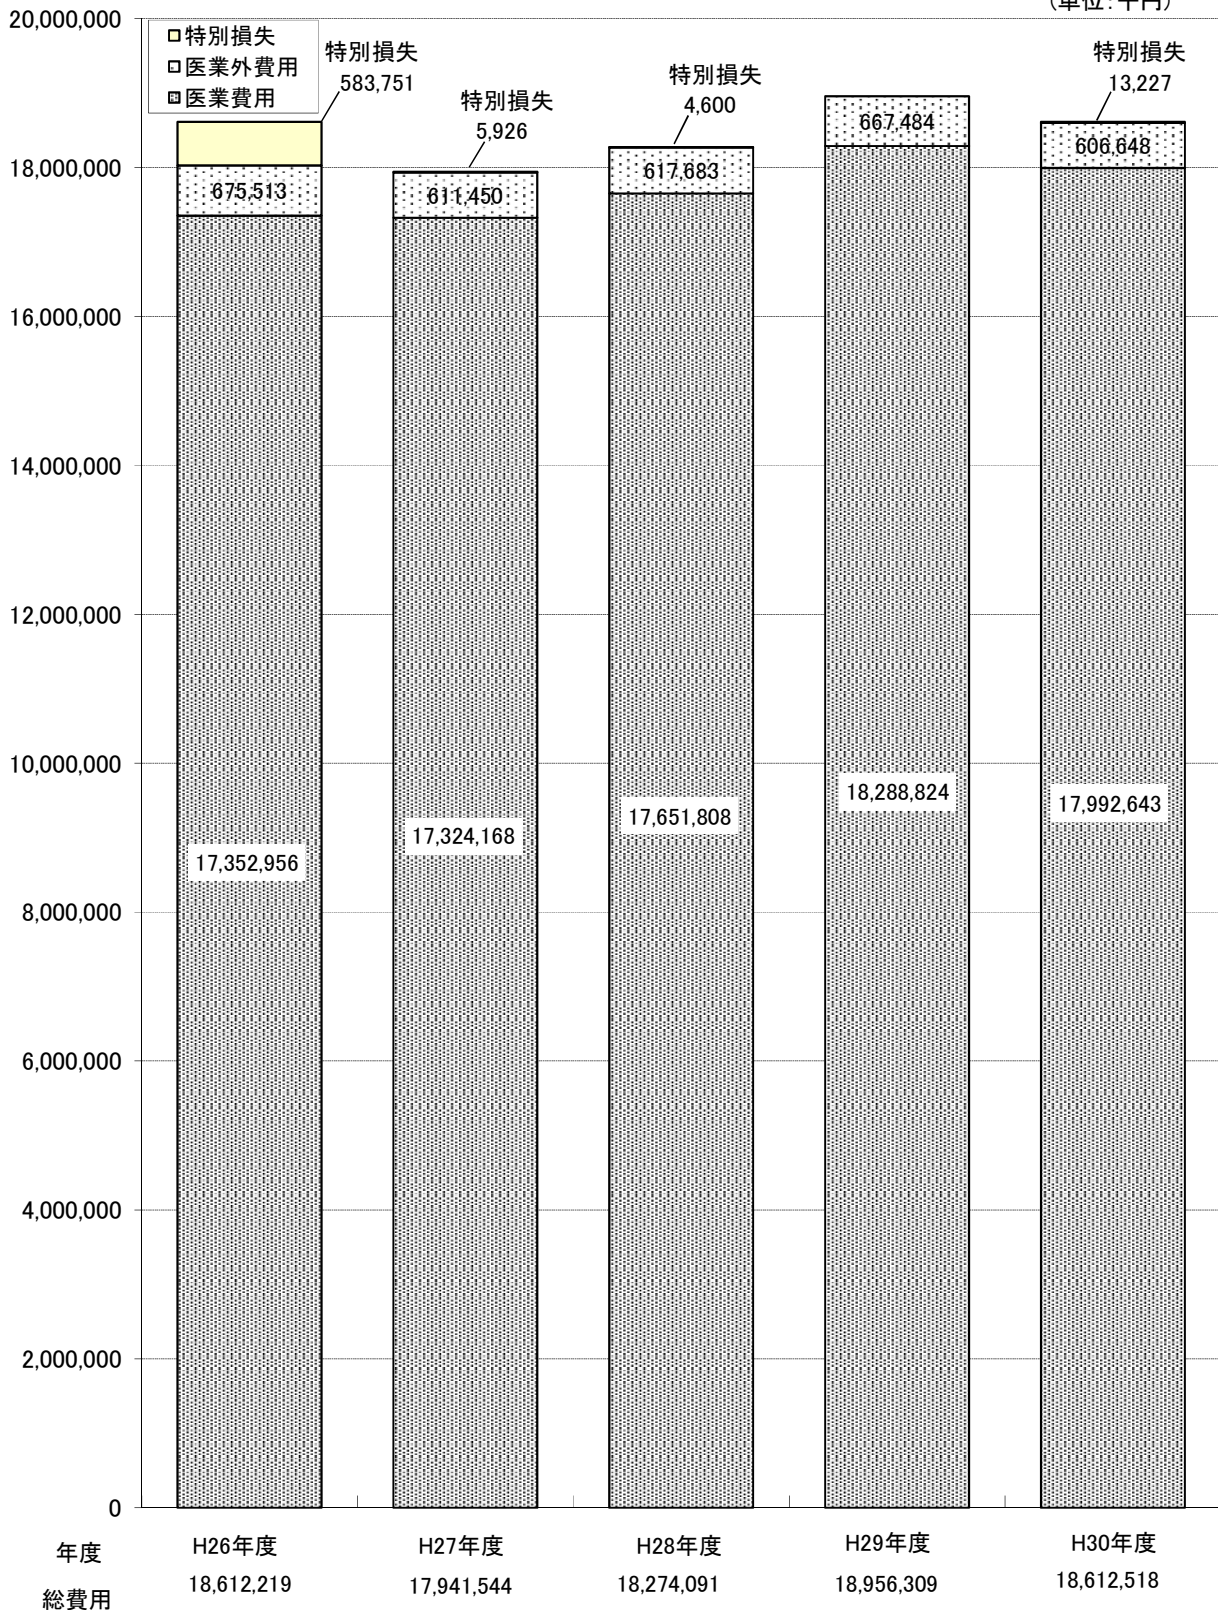 (単位:千円)
20,000,000
特別損失
医業外費用
医業費用
特別損失
583,751
特別損失
5,926
特別損失
4,600
特別損失
13,227
18,000,000
675,513
611,450
617,683
667,484
606,648
16,000,000
14,000,000
12,000,000
10,000,000
17,352,956
17,324,168
17,651,808
18,288,824
17,992,643
8,000,000
6,000,000
4,000,000
2,000,000
0
年度 H26年度 H27年度 H28年度 H29年度 H30年度
総費用 18,612,219 17,941,544 18,274,091 18,956,309 18,612,518